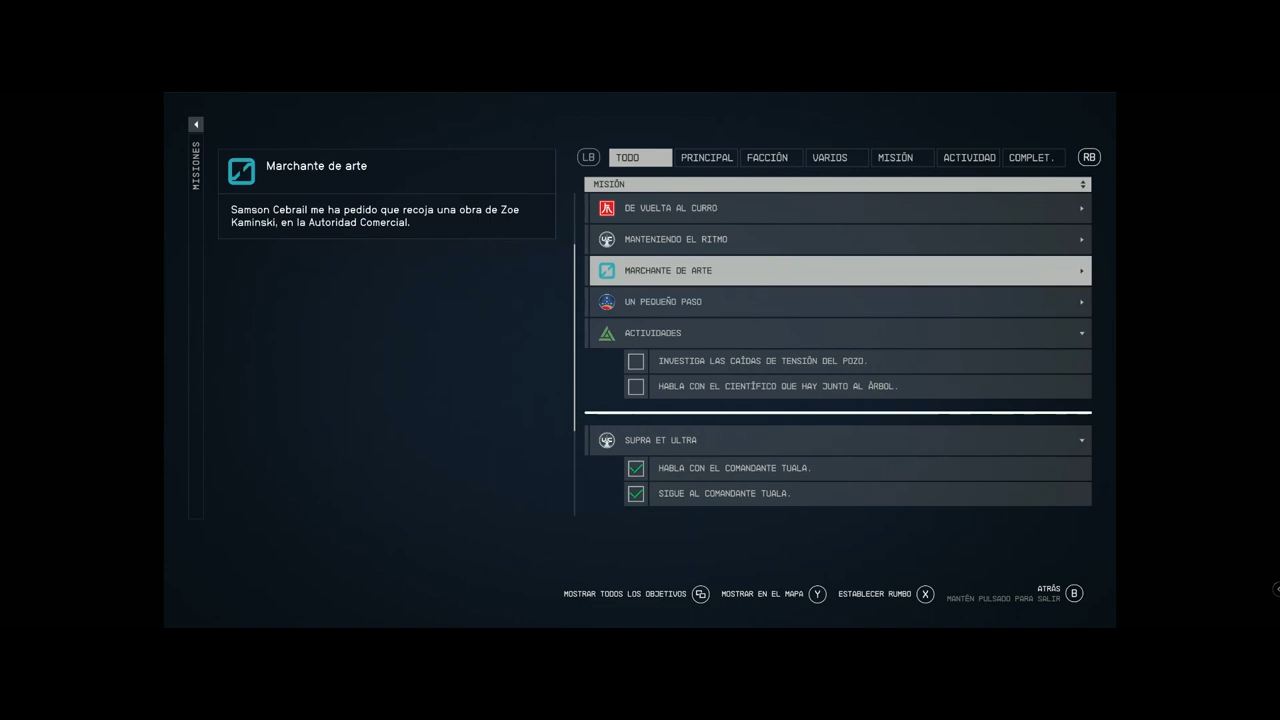 MISIONES
Marchante de arte
Samson Cebrail me ha pedido que recoja una obra de Zoe
Kaminski, en la Autoridad Comercial.
LB TODO PRINCIPAL FACCIÓN VARIOS MISIÓN ACTIVIDAD COMPLET. RB
MISIÓN
DE VUELTA AL CURRO
MANTENIENDO EL RITMO
MARCHANTE DE ARTE
UN PEQUEÑO PASO
ACTIVIDADES
INVESTIGA LAS CAÍDAS DE TENSIÓN DEL POZO.
HABLA CON EL CIENTÍFICO QUE HAY JUNTO AL ÁRBOL.
SUPRA ET ULTRA
HABLA CON EL COMANDANTE TUALA.
SIGUE AL COMANDANTE TUALA.
MOSTRAR TODOS LOS OBJETIVOS MOSTRAR EN EL MAPA Y ESTABLECER RUMBO X ATRÁS B
MANTÉN PULSADO PARA SALIR